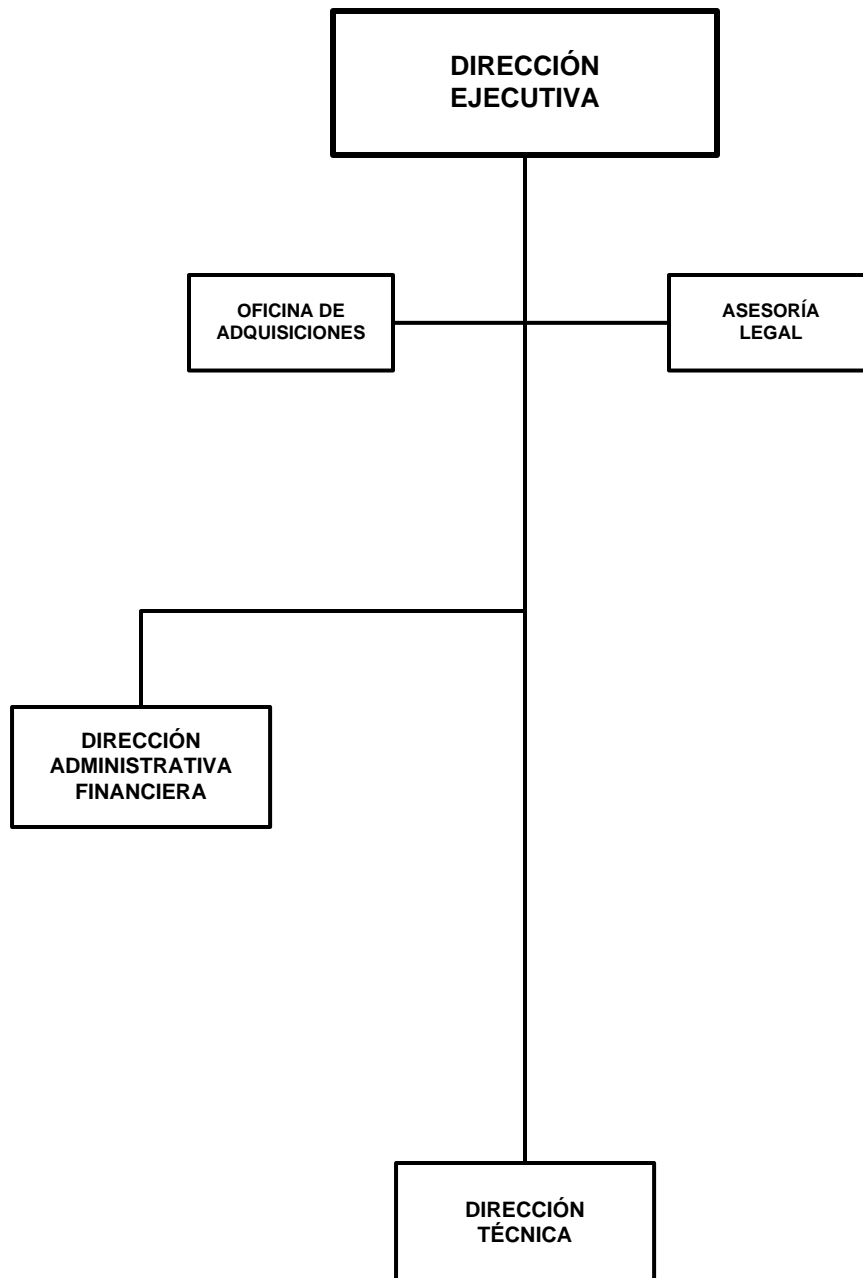 DIRECCIÓN
EJECUTIVA
OFICINA DE
ADQUISICIONES
ASESORÍA
LEGAL
DIRECCIÓN
ADMINISTRATIVA
FINANCIERA
DIRECCIÓN
TÉCNICA